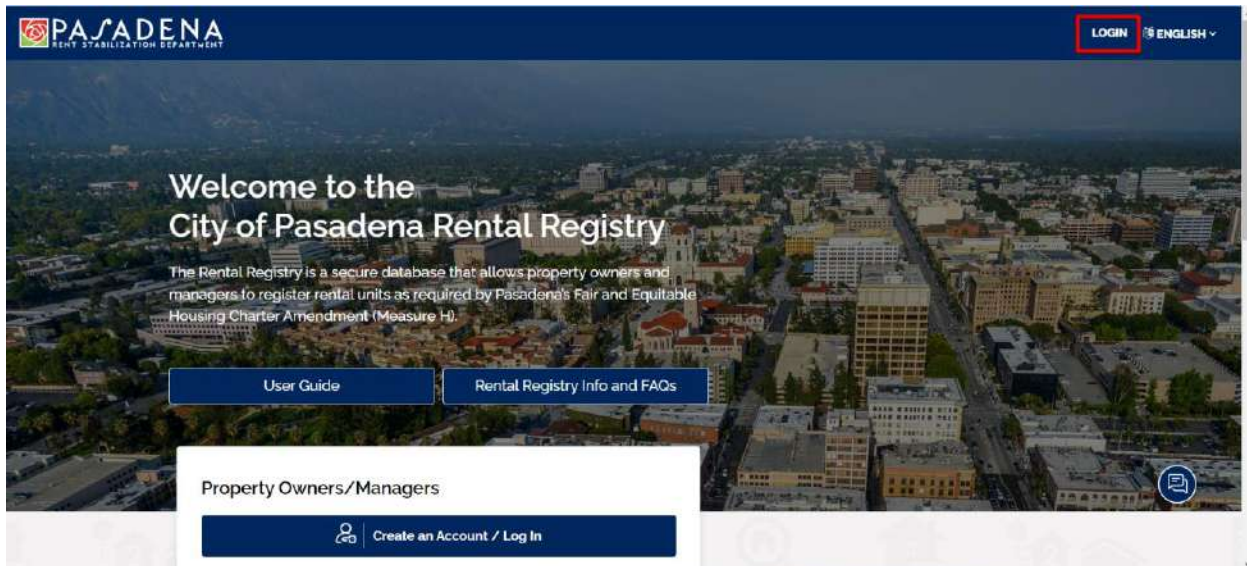 PASADENA
RENT STABILIZATION DEPARTMENT
LOGIN
ENGLISH
Welcome to the
City of Pasadena Rental Registry
The Rental Registry is a secure database that allows property owners and
managers to register rental units as required by Pasadena's Fair and Equitable
Housing Charter Amendment (Measure H).
User Guide
Rental Registry Info and FAQs
Property Owners/Managers
Create an Account / Log In